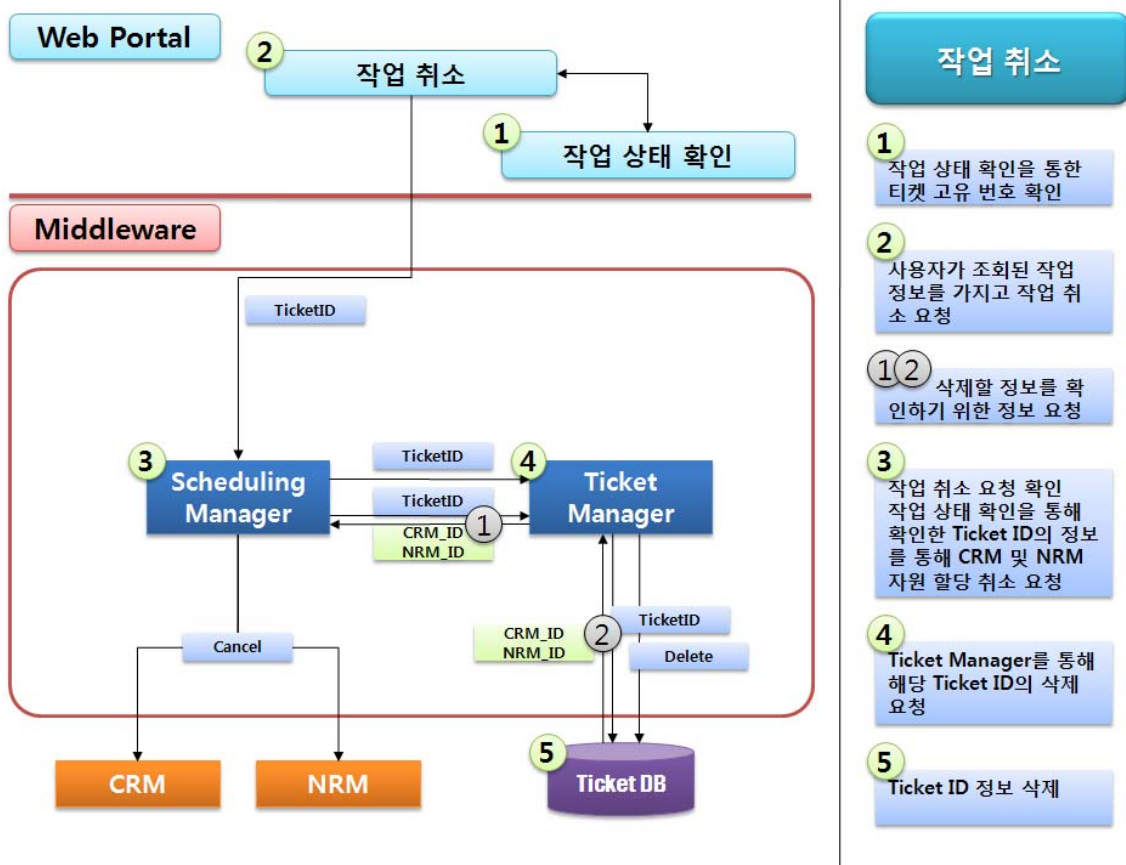 Web Portal
2
작업 취소
1
작업 상태 확인
Middleware
TicketID
3
Scheduling
Manager
TicketID
TicketID
1
CRM_ID
NRM_ID
4
Ticket
Manager
Cancel
CRM_ID
NRM_ID
2
TicketID
Delete
CRM
NRM
5
Ticket DB
작업 취소
1
작업 상태 확인을 통한
티켓 고유 번호 확인
2
사용자가 조회된 작업
정보를 가지고 작업 취
소 요청
1 2
삭제할 정보를 확
인하기 위한 정보 요청
3
작업 취소 요청 확인
작업 상태 확인을 통해
확인한 Ticket ID의 정보
를 통해 CRM 및 NRM
자원 할당 취소 요청
4
Ticket Manager를 통해
해당 Ticket ID의 삭제
요청
5
Ticket ID 정보 삭제